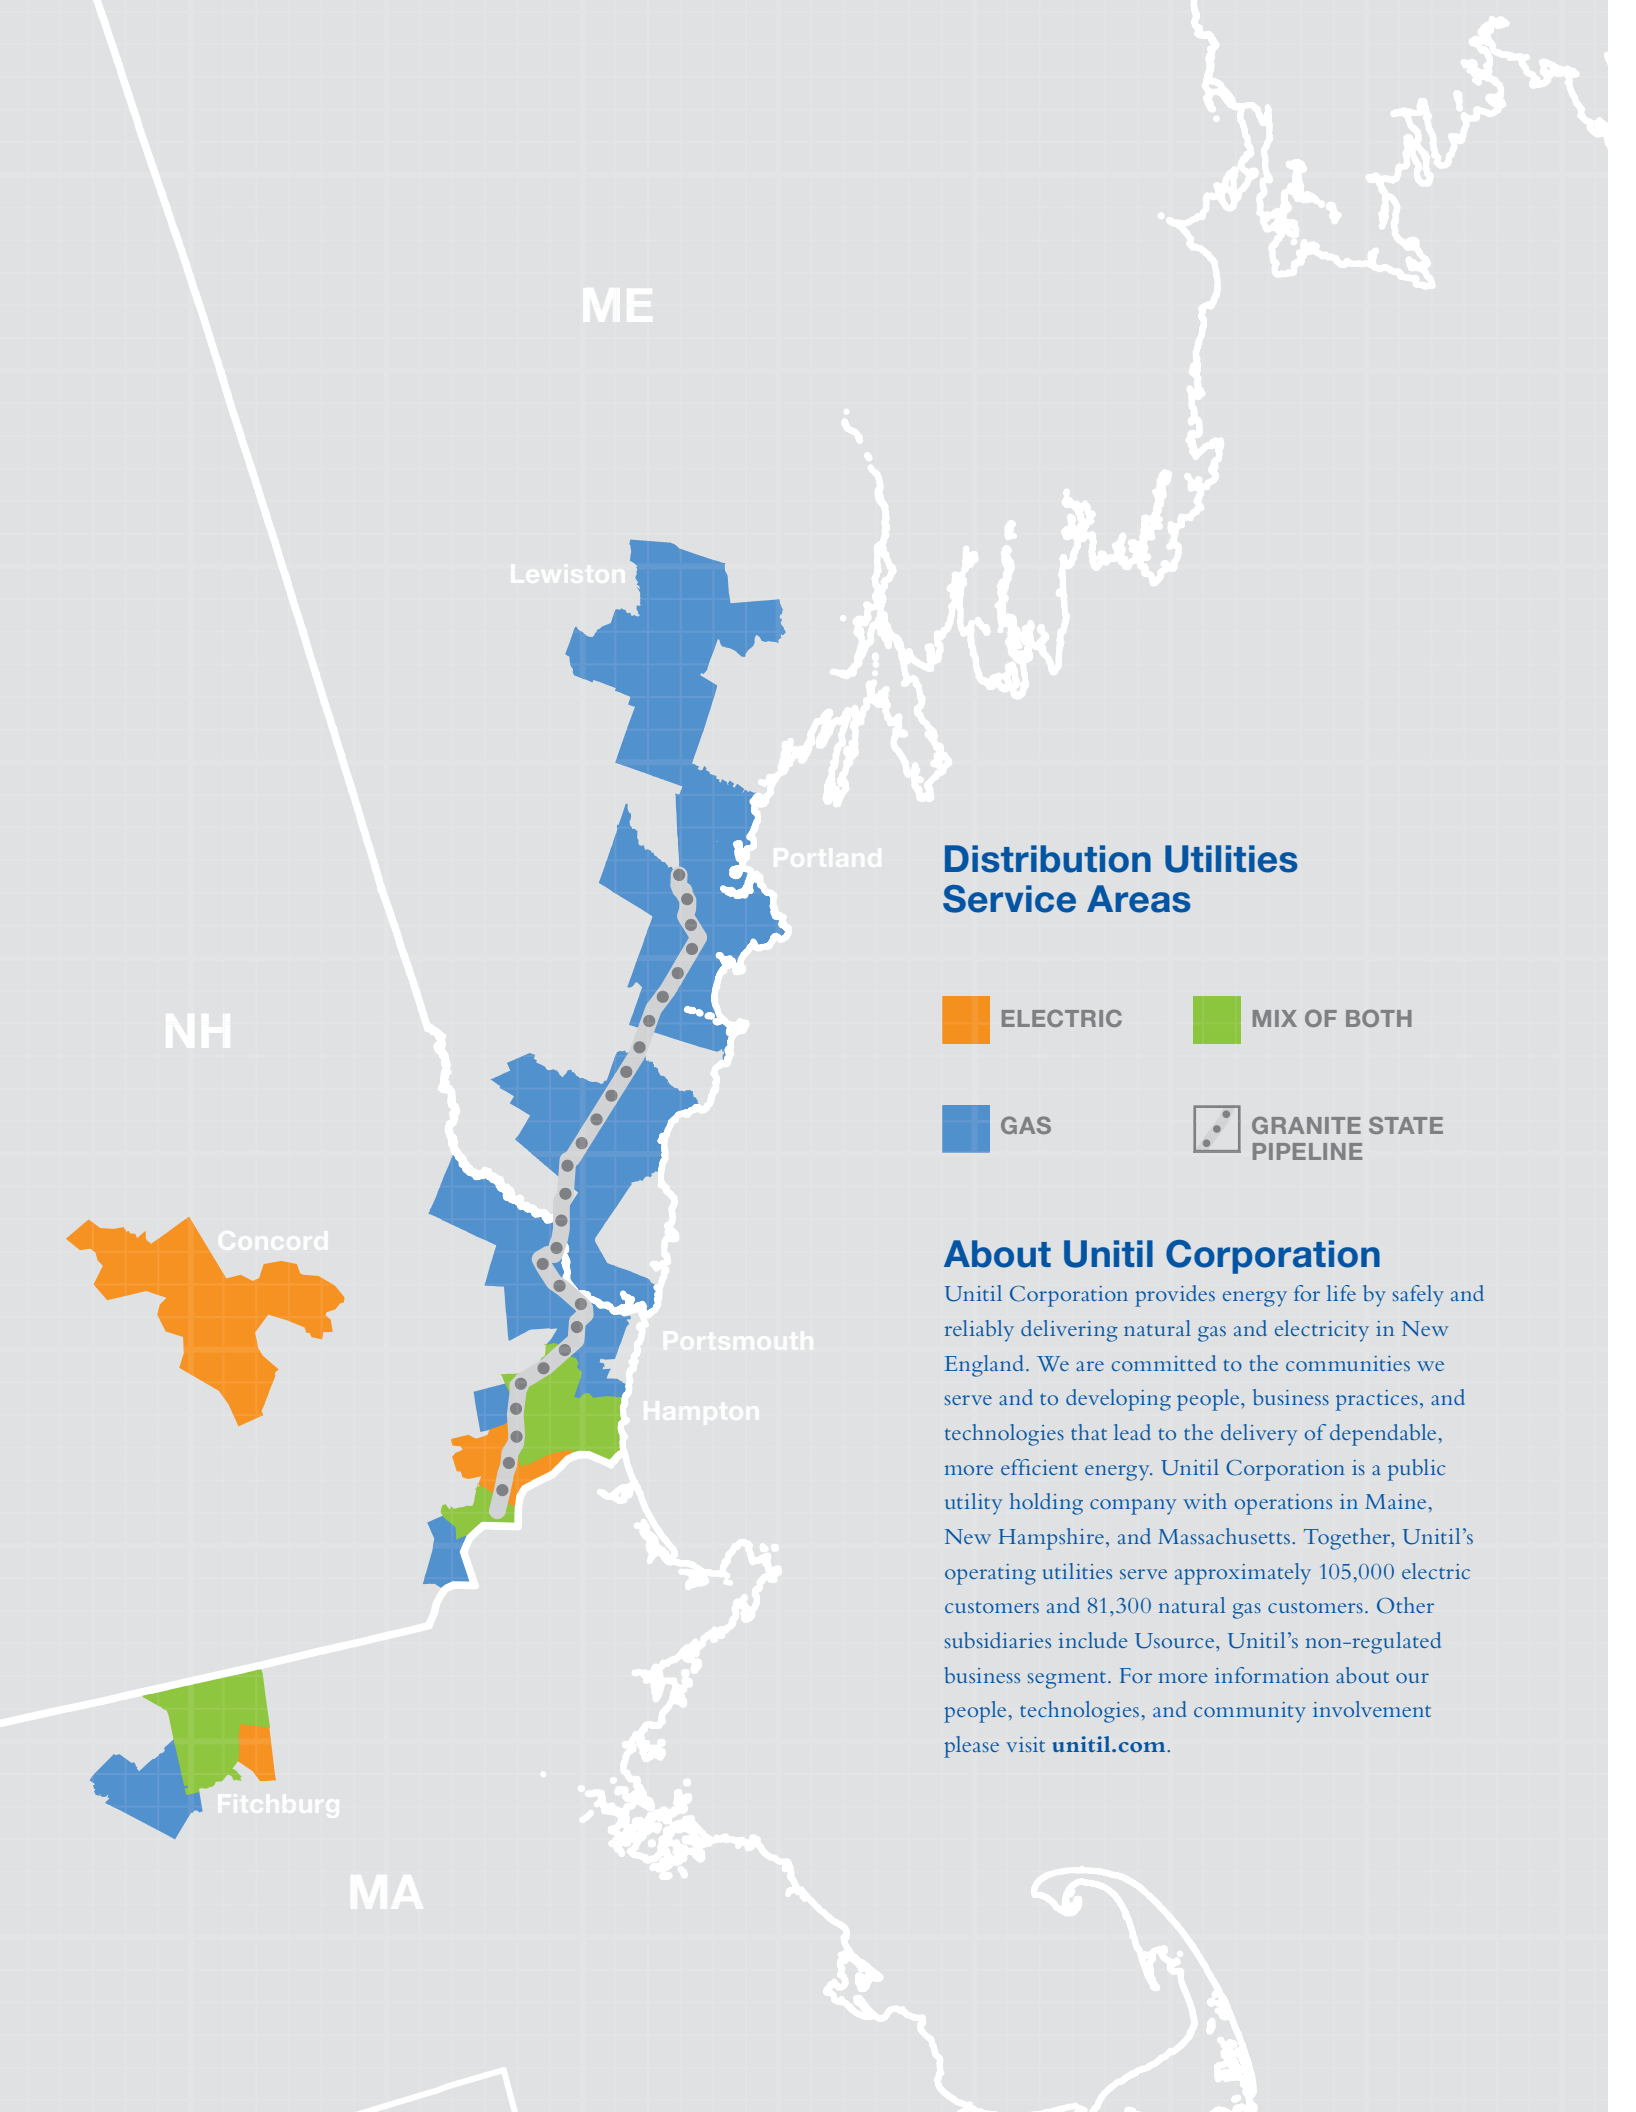 ME
Lewiston
Portland
Distribution Utilities
Service Areas
NH
ELECTRIC
MIX OF BOTH
GAS
GRANITE STATE
PIPELINE
Concord
About Unitil Corporation
Unitil Corporation provides energy for life by safely and
reliably delivering natural gas and electricity in New
England. We are committed to the communities we
serve and to developing people, business practices, and
technologies that lead to the delivery of dependable,
more efficient energy. Unitil Corporation is a public
utility holding company with operations in Maine,
New Hampshire, and Massachusetts. Together, Unitil’s
operating utilities serve approximately 105,000 electric
customers and 81,300 natural gas customers. Other
subsidiaries include Usource, Unitil’s non-regulated
business segment. For more information about our
people, technologies, and community involvement
please visit unitil.com.
Portsmouth
Hampton
Fitchburg
MA